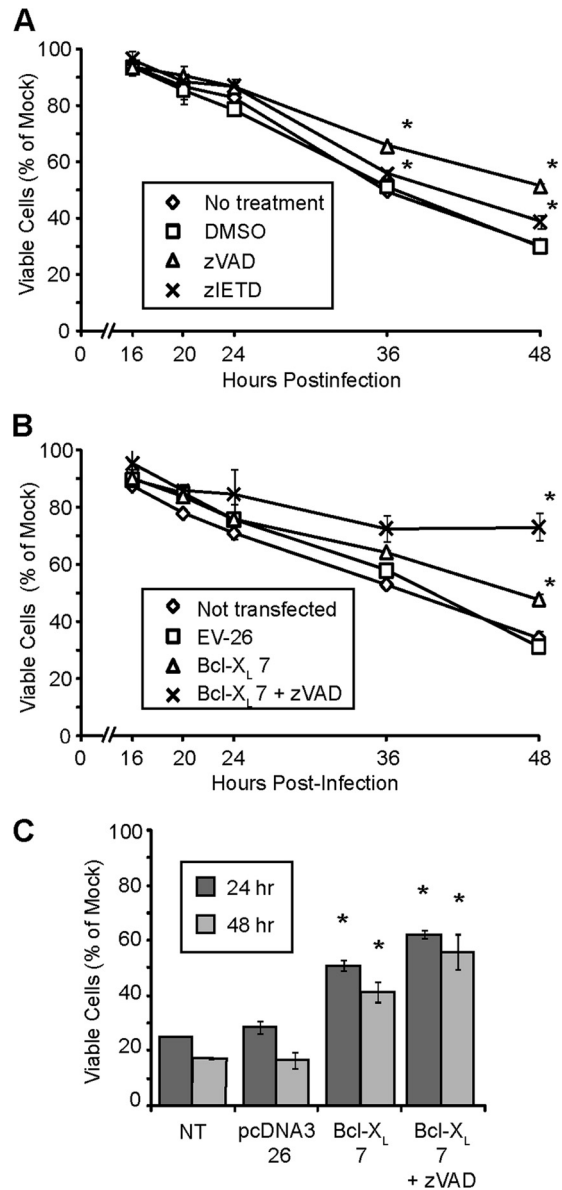 A
Viable Cells (% of Mock)
100
80
60
40
20
0
No treatment
DMSO
zVAD
zIETD
*
*
*
*
0
16
20
24
36
48
Hours Postinfection
B
Viable Cells (% of Mock)
100
80
60
40
20
0
Not transfected
EV-26
Bcl-XL 7
Bcl-XL 7 + zVAD
*
*
0
16
20
24
36
48
Hours Post-Infection
C
Viable Cells (% of Mock)
100
80
60
40
20
0
24 hr
48 hr
*
*
*
*
NT
pcDNA3
26
Bcl-XL
7
Bcl-XL
7
+ zVAD